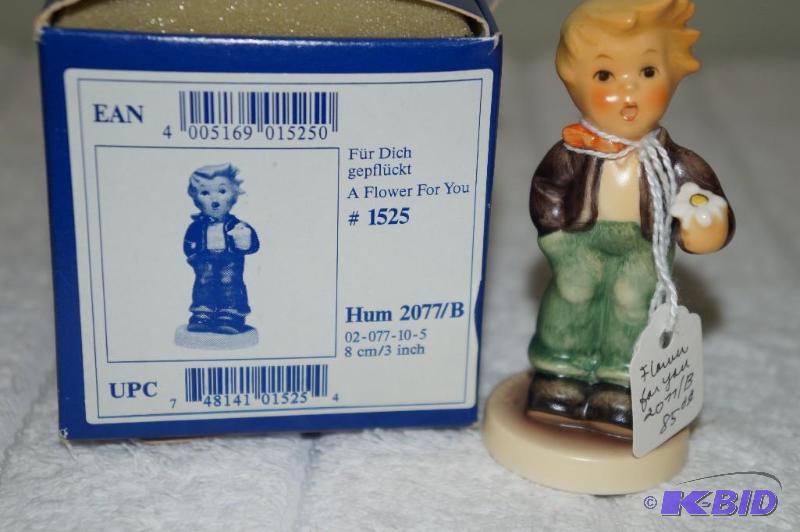 EAN
4 005169 015250
Für Dich
gepflückt
A Flower For You
# 1525
Hum 2077/B
02-077-10-5
8 cm/3 inch
UPC
7 48141 01525 4
Flower
for you
2077/B
85.00
© K-BID